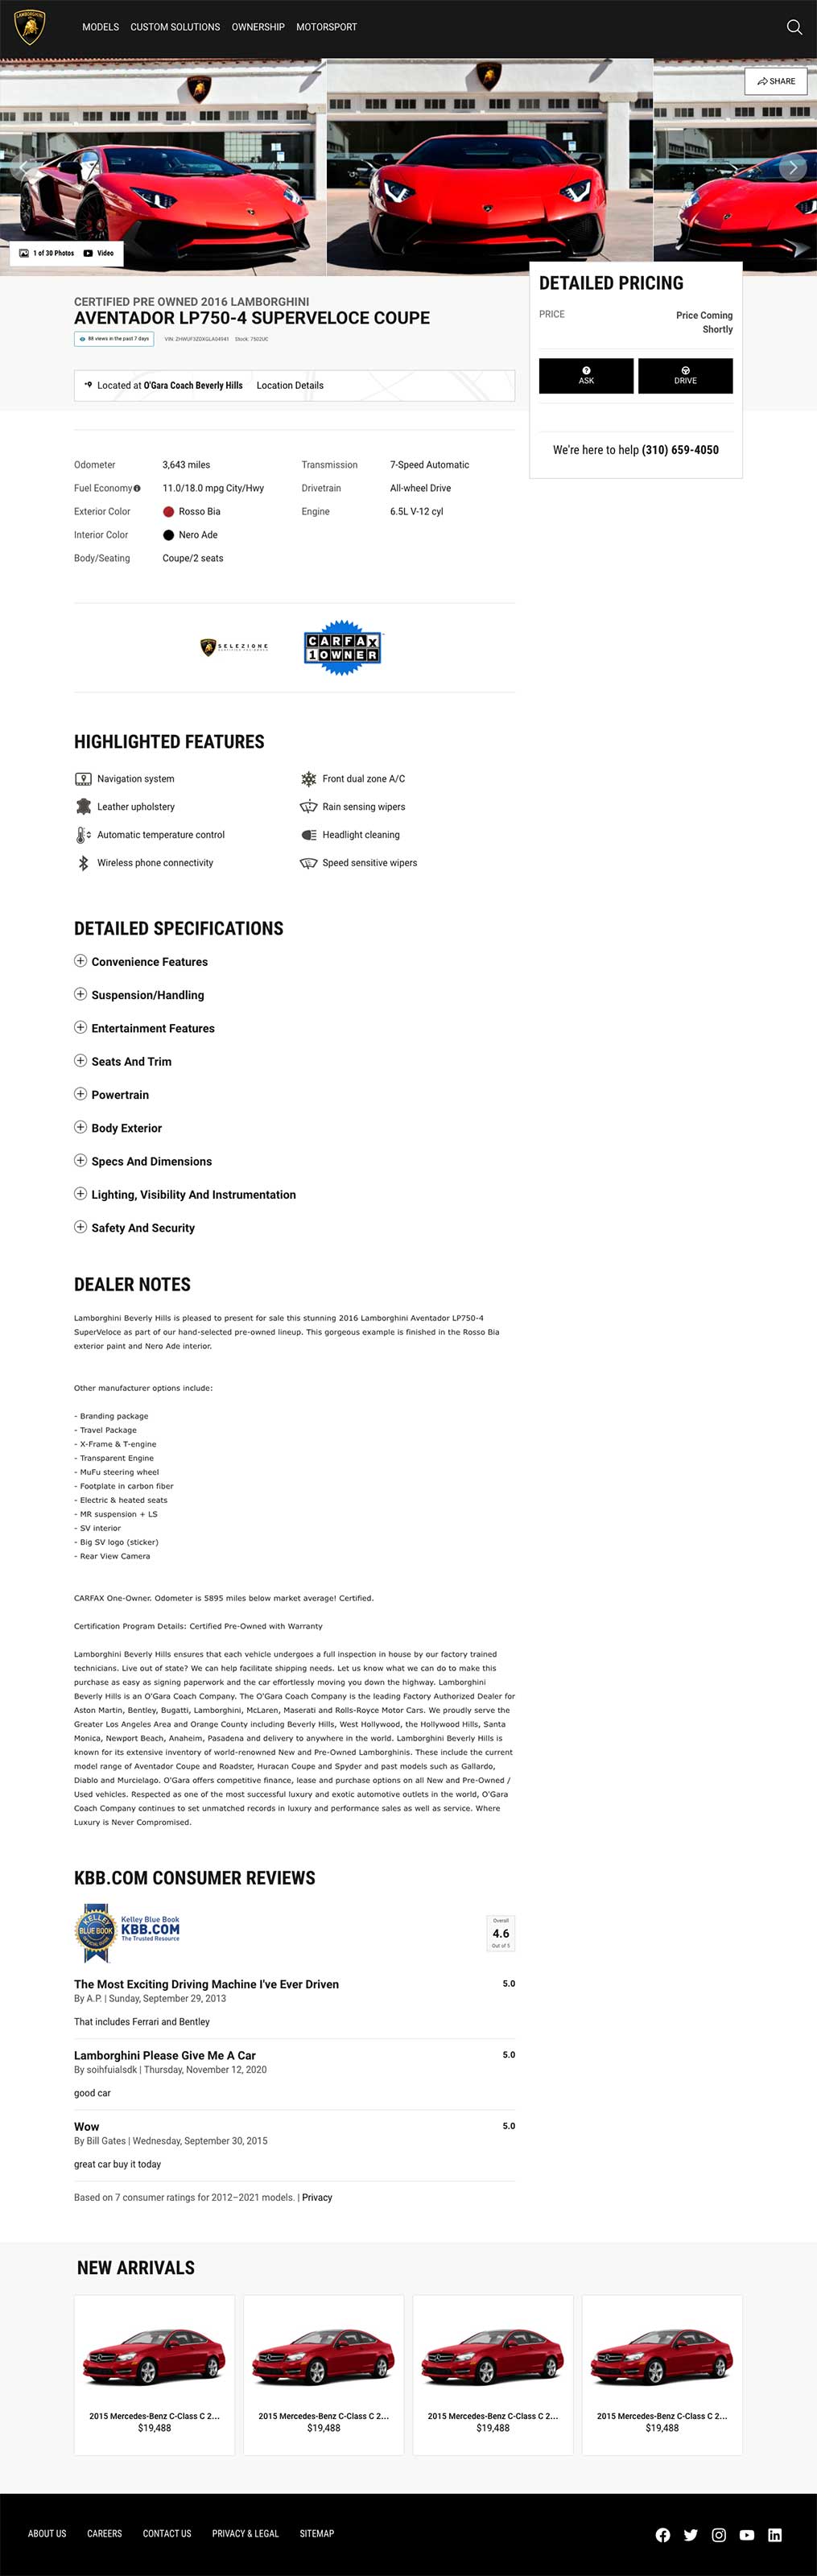 MODELS CUSTOM SOLUTIONS OWNERSHIP MOTORSPORT
SHARE
1 of 30 Photos Video
CERTIFIED PRE OWNED 2016 LAMBORGHINI
AVENTADOR LP750-4 SUPERVELOCE COUPE
88 views in the past 7 days
Stock: 7502UC
Located at O'Gara Coach Beverly Hills Location Details
DETAILED PRICING
PRICE Price Coming
Shortly
ASK DRIVE
We're here to help (310) 659-4050
Odometer 3,643 miles Transmission 7-Speed Automatic
Fuel Economy 11.0/18.0 mpg City/Hwy Drivetrain All-wheel Drive
Exterior Color Rosso Bia Engine 6.5L V-12 cyl
Interior Color Nero Ade
Body/Seating Coupe/2 seats
SELEZIONE
CARFAX
1 OWNER
HIGHLIGHTED FEATURES
Navigation system Front dual zone A/C
Leather upholstery Rain sensing wipers
Automatic temperature control Headlight cleaning
Wireless phone connectivity Speed sensitive wipers
DETAILED SPECIFICATIONS
Convenience Features
Suspension/Handling
Entertainment Features
Seats And Trim
Powertrain
Body Exterior
Specs And Dimensions
Lighting, Visibility And Instrumentation
Safety And Security
DEALER NOTES
Lamborghini Beverly Hills is pleased to present for sale this stunning 2016 Lamborghini Aventador LP750-4
SuperVeloce as part of our hand-selected pre-owned lineup. This gorgeous example is finished in the Rosso Bia
exterior paint and Nero Ade interior.
Other manufacturer options include:
- Branding package
- Travel Package
- X-Frame & T-engine
- Transparent Engine
- MuFu steering wheel
- Footplate in carbon fiber
- Electric & heated seats
- MR suspension + LS
- SV interior
- Big SV logo (sticker)
- Rear View Camera
CARFAX One-Owner. Odometer is 5895 miles below market average! Certified.
Certification Program Details: Certified Pre-Owned with Warranty
Lamborghini Beverly Hills ensures that each vehicle undergoes a full inspection in house by our factory trained
technicians. Live out of state? We can help facilitate shipping needs. Let us know what we can do to make this
purchase as easy as signing paperwork and the car effortlessly moving you down the highway. Lamborghini
Beverly Hills is an O'Gara Coach Company. The O'Gara Coach Company is the leading Factory Authorized Dealer for
Aston Martin, Bentley, Bugatti, Lamborghini, McLaren, Maserati and Rolls-Royce Motor Cars. We proudly serve the
Greater Los Angeles Area and Orange County including Beverly Hills, West Hollywood, the Hollywood Hills, Santa
Monica, Newport Beach, Anaheim, Pasadena and delivery to anywhere in the world. Lamborghini Beverly Hills is
known for its extensive inventory of world-renowned New and Pre-Owned Lamborghinis. These include the current
model range of Aventador Coupe and Roadster, Huracan Coupe and Spyder and past models such as Gallardo,
Diablo and Murcielago. O'Gara offers competitive finance, lease and purchase options on all New and Pre-Owned /
Used vehicles. Respected as one of the most successful luxury and exotic automotive outlets in the world, O'Gara
Coach Company continues to set unmatched records in luxury and performance sales as well as service. Where
Luxury is Never Compromised.
KBB.COM CONSUMER REVIEWS
KELLEY
BLUE BOOK
Kelley Blue Book
KBB.COM
The Trusted Resource
Overall
4.6
Out of 5
The Most Exciting Driving Machine I've Ever Driven 5.0
By A.P. | Sunday, September 29, 2013
That includes Ferrari and Bentley
Lamborghini Please Give Me A Car 5.0
By soihfuialsdk | Thursday, November 12, 2020
good car
Wow 5.0
By Bill Gates | Wednesday, September 30, 2015
great car buy it today
Based on 7 consumer ratings for 2012–2021 models. | Privacy
NEW ARRIVALS
2015 Mercedes-Benz C-Class C 2... 2015 Mercedes-Benz C-Class C 2... 2015 Mercedes-Benz C-Class C 2... 2015 Mercedes-Benz C-Class C 2...
$19,488 $19,488 $19,488 $19,488
ABOUT US CAREERS CONTACT US PRIVACY & LEGAL SITEMAP